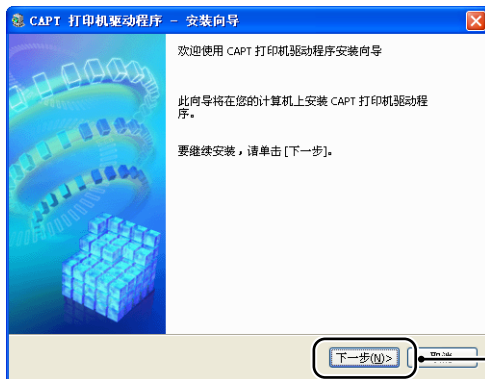 CAPT 打印机驱动程序 - 安装向导
欢迎使用 CAPT 打印机驱动程序安装向导
此向导将在您的计算机上安装 CAPT 打印机驱动程
序。
要继续安装，请单击 [下一步]。
下一步(N)>